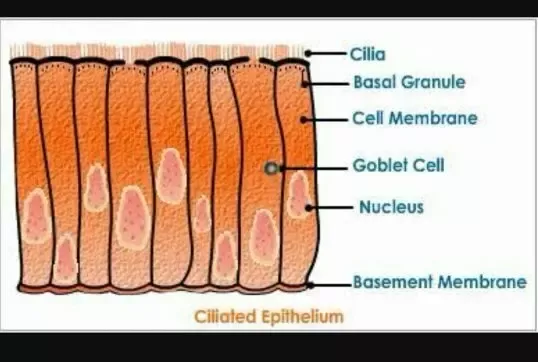 Cilia
Basal Granule
Cell Membrane
Goblet Cell
Nucleus
Basement Membrane
Ciliated Epithelium